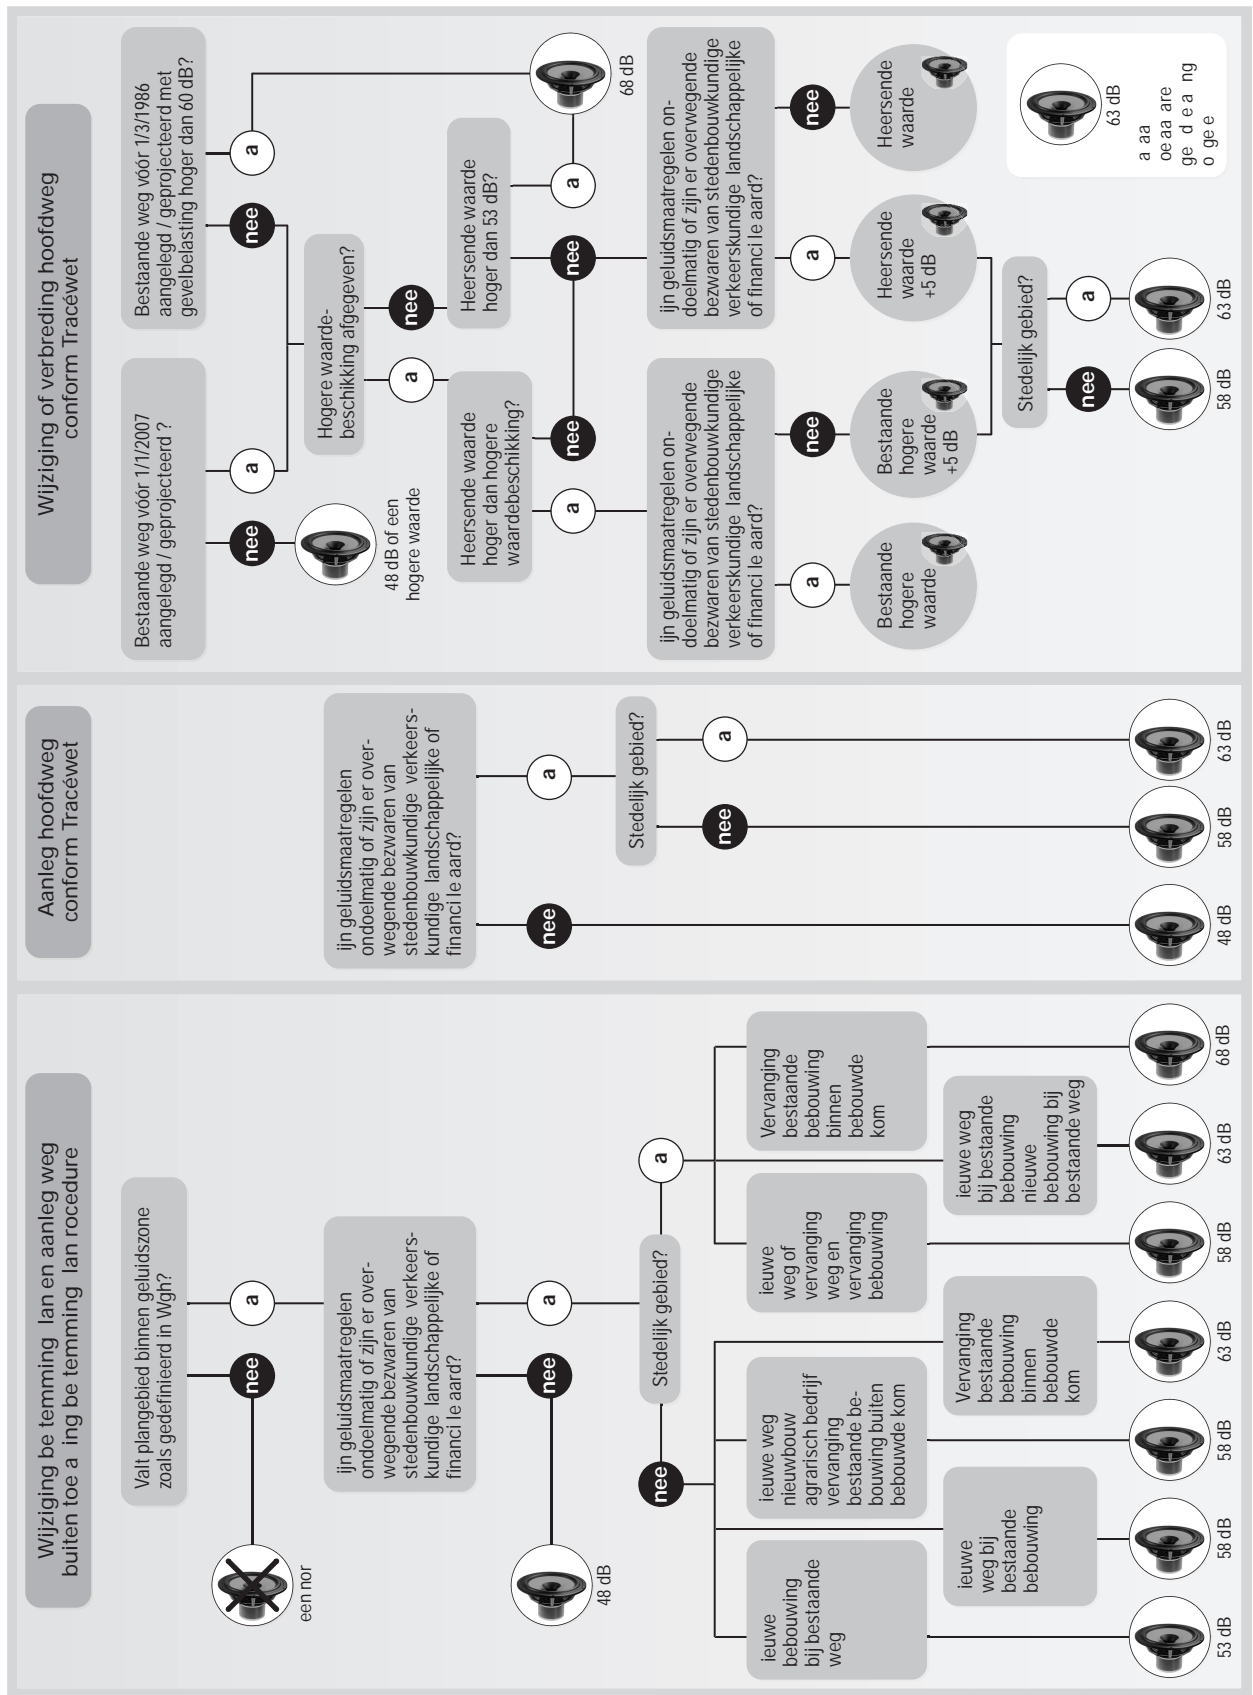 Wijziging be temming lan en aanleg weg
buiten toe a ing be temming lan rocedure
Valt plangebied binnen geluidszone
zoals gedefinieerd in Wgh?
nee
a
een nor
ijn geluidsmaatregelen
ondoelmatig of zijn er over-
wegende bezwaren van
stedenbouwkundige verkeers-
kundige landschappelijke of
financi le aard?
nee
a
48 dB
Stedelijk gebied?
nee
a
ieuwe
bebouwing
bij bestaande
weg
ieuwe weg
nieuwbouw
agrarisch bedrijf
vervanging
bestaande be-
bouwing buiten
bebouwde kom
ieuwe
weg of
vervanging
weg en
vervanging
bebouwing
Vervanging
bestaande
bebouwing
binnen
bebouwde
kom
ieuwe
weg bij
bestaande
bebouwing
Vervanging
bestaande
bebouwing
binnen
bebouwde
kom
ieuwe weg
bij bestaande
bebouwing
nieuwe
bebouwing bij
bestaande weg
53 dB
58 dB
58 dB
63 dB
58 dB
63 dB
68 dB
Aanleg hoofdweg
conform Tracéwet
ijn geluidsmaatregelen
ondoelmatig of zijn er over-
wegende bezwaren van
stedenbouwkundige verkeers-
kundige landschappelijke of
financi le aard?
nee
a
Stedelijk gebied?
nee
a
48 dB
58 dB
63 dB
Wijziging of verbreding hoofdweg
conform Tracéwet
Bestaande weg vóór 1/1/2007
aangelegd / geprojecteerd ?
nee
a
48 dB of een
hogere waarde
Bestaande weg vóór 1/3/1986
aangelegd / geprojecteerd met
gevelbelasting hoger dan 60 dB?
nee
a
Hogere waarde-
beschikking afgegeven?
a
nee
Heersende waarde
hoger dan hogere
waardebeschikking?
a
nee
Heersende waarde
hoger dan 53 dB?
nee
a
68 dB
ijn geluidsmaatregelen on-
doelmatig of zijn er overwegende
bezwaren van stedenbouwkundige
verkeerskundige landschappelijke
of financi le aard?
a
nee
Bestaande
hogere
waarde
Bestaande
hogere
waarde
+5 dB
ijn geluidsmaatregelen on-
doelmatig of zijn er overwegende
bezwaren van stedenbouwkundige
verkeerskundige landschappelijke
of financi le aard?
a
nee
Heersende
waarde
+5 dB
Heersende
waarde
Stedelijk gebied?
nee
a
58 dB
63 dB
63 dB
a aa
oe aa are
ge d e a ng
o ge e